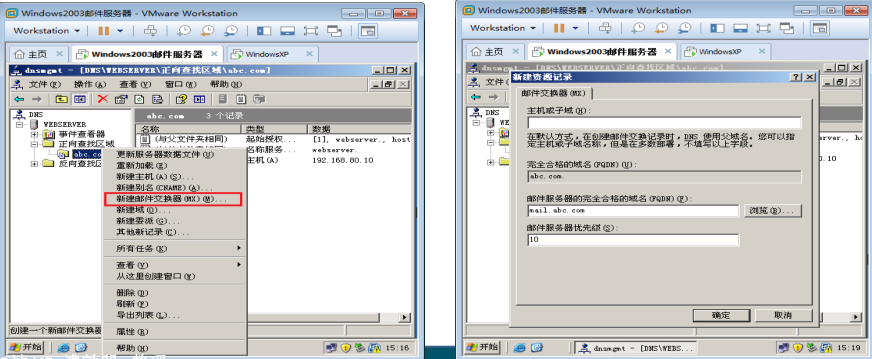 Windows2003邮件服务器 - VMware Workstation
Workstation
主页 × Windows2003邮件服务器 × WindowsXP ×
dnsmgmt - [DNS\WEBSERVER\正向查找区域\abc.com]
文件(F) 操作(A) 查看(V) 窗口(W) 帮助(H)
DNS
WEBSERVER
事件查看器
正向查找区域
abc.co
反向查找区
abc.com 3 个记录
名称 类型 数据
(与父文件夹相同) 起始授权... [1], webserver., host
名称服务... webserver.
主机(A) 192.168.80.10
更新服务器数据文件(U)
重新加载(E)
新建主机(A)(S)...
新建别名(CNAME)(A)...
新建邮件交换器(MX)(M)...
新建域(O)...
新建委派(G)...
其他新记录(C)...
所有任务(K)
查看(V)
从这里创建窗口(W)
删除(D)
刷新(F)
导出列表(L)...
属性(R)
帮助(H)
创建一个新邮件交换器
开始
15:16
Windows2003邮件服务器 - VMware Workstation
Workstation
主页 × Windows2003邮件服务器 × WindowsXP ×
dnsmgmt - [DNS\WEBSERVER\正向查找区域\abc.com]
文件(
DNS
WE
新建资源记录
邮件交换器(MX)
主机或子域(H):
在默认方式，在创建邮件交换记录时，DNS 使用父域名。您可以指
定主机或子域名称，但是在多数部署，不填写以上字段。
完全合格的域名(FQDN)(U):
abc.com.
邮件服务器的完全合格的域名(FQDN)(F):
mail.abc.com
浏览(B)...
邮件服务器优先级(S):
10
确定 取消
rver., ho
0.10
开始
dnsmgmt - [DNS\WEBS...
15:19